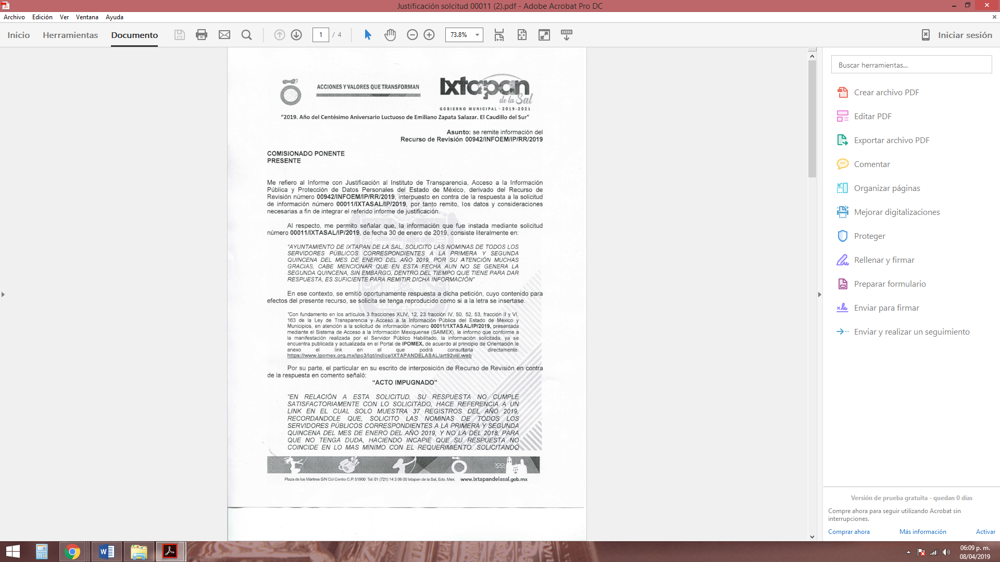 Justificación solcitud 00011 (2).pdf - Adobe Acrobat Pro DC
Archivo Edición Ver Ventana Ayuda
Inicio Herramientas Documento 1 / 4 73.8% Iniciar sesión
ACCIONES Y VALORES QUE TRANSFORMAN
Ixtapan
de la Sal
GOBIERNO MUNICIPAL - 2019-2021
“2019. Año del Centésimo Aniversario Luctuoso de Emiliano Zapata Salazar. El Caudillo del Sur”
Asunto: se remite información del
Recurso de Revisión 00942/INFOEM/IP/RR/2019
COMISIONADO PONENTE
PRESENTE
Me refiero al Informe con Justificación al Instituto de Transparencia, Acceso a la Información
Pública y Protección de Datos Personales del Estado de México, derivado del Recurso de
Revisión número 00942/INFOEM/IP/RR/2019, interpuesto en contra de la respuesta a la solicitud
de información número 00011/IXTASAL/IP/2019, por tanto remito, los datos y consideraciones
necesarias a fin de integrar el referido informe de justificación.
Al respecto, me permito señalar que, la información que fue instada mediante solicitud
número 00011/IXTASAL/IP/2019, de fecha 30 de enero de 2019, consiste literalmente en:
“AYUNTAMIENTO DE IXTAPAN DE LA SAL, SOLICITO LAS NOMINAS DE TODOS LOS
SERVIDORES PÚBLICOS CORRESPONDIENTES A LA PRIMERA Y SEGUNDA
QUINCENA DEL MES DE ENERO DEL AÑO 2019, POR SU ATENCIÓN MUCHAS
GRACIAS, CABE MENCIONAR QUE EN ESTA FECHA AUN NO SE GENERA LA
SEGUNDA QUINCENA, SIN EMBARGO, DENTRO DEL TIEMPO QUE TIENE PARA DAR
RESPUESTA, ES SUFICIENTE PARA REMITIR DICHA INFORMACIÓN”
En ese contexto, se emitió oportunamente respuesta a dicha petición, cuyo contenido para
efectos del presente recurso, se solicita se tenga reproducido como si a la letra se insertase.
“Con fundamento en los artículos 3 fracciones XLIV, 12, 23 fracción IV, 50, 52, 53, fracción II y VI,
163 de la Ley de Transparencia y Acceso a la Información Pública del Estado de México y
Municipios, en atención a la solicitud de información número 00011/1XTASAL/IP/2019, presentada
mediante el Sistema de Acceso a la Información Mexiquense (SAIMEX), le informo que conforme a
la manifestación realizada por el Servidor Público Habilitado, la información solicitada, ya se
encuentra publicada y actualizada en el Portal de IPOMEX, de acuerdo al principio de Orientación le
anexo el link en el que podrá consultarla directamente.
https://www.ipomex.org.mx/ipo3/lgt/indice/IXTAPANDELASAL/art92viii.web
Por su parte, el particular en su escrito de interposición de Recurso de Revisión en contra
de la respuesta en comento señaló:
“ACTO IMPUGNADO”
“EN RELACIÓN A ESTA SOLICITUD, SU RESPUESTA NO CUMPLE
SATISFACTORIAMENTE CON LO SOLICITADO, HACE REFERENCIA A UN
LINK EN EL CUAL SOLO MUESTRA 37 REGISTROS DEL AÑO 2019,
RECORDANDOLE QUE, SOLICITO LAS NOMINAS DE TODOS LOS
SERVIDORES PÚBLICOS CORRESPONDIENTES A LA PRIMERA Y SEGUNDA
QUINCENA DEL MES DE ENERO DEL AÑO 2019, Y NO LA DEL 2018, PARA
QUE NO TENGA DUDA, HACIENDO INCAPIE QUE SU RESPUESTA NO
COINCIDE EN LO MAS MINIMO CON EL REQUERIMIENTO. SOLICITANDO
Plaza de los Mártires S/N Col Centro C.P. 51900 Tel: 01 (721) 14 3 06 00 Ixtapan de la Sal, Edo. Mex. www.ixtapandelasal.gob.mx
Buscar herramientas...
Crear archivo PDF
Editar PDF
Exportar archivo PDF
Comentar
Organizar páginas
Mejorar digitalizaciones
Proteger
Rellenar y firmar
Preparar formulario
Enviar para firmar
Enviar y realizar un seguimiento
Versión de prueba gratuita - quedan 0 días
Compre ahora para seguir utilizando Acrobat sin
interrupciones.
Comprar ahora Más información Activar
06:09 p. m.
08/04/2019